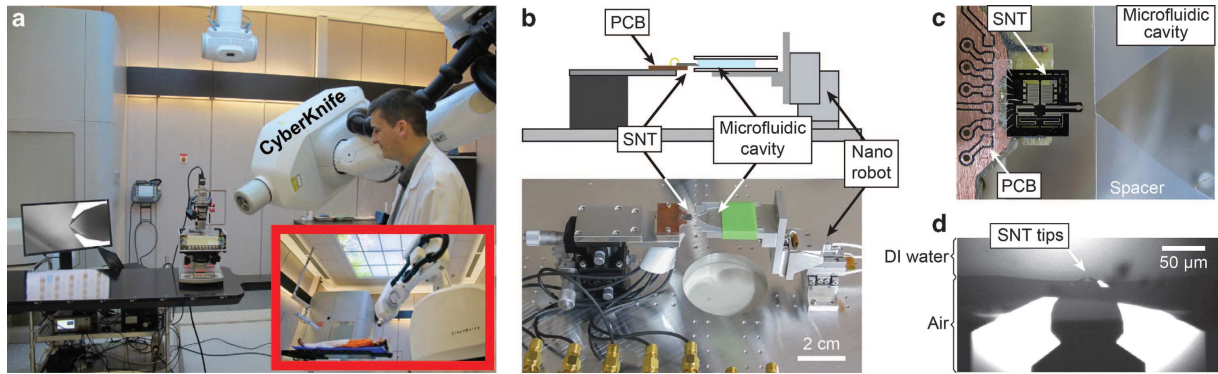 a
CyberKnife
CYBERKNIFE
b
PCB
SNT
Microfluidic
cavity
Nano
robot
2 cm
c
SNT
Microfluidic
cavity
PCB
Spacer
d
SNT tips
DI water
50 μm
Air